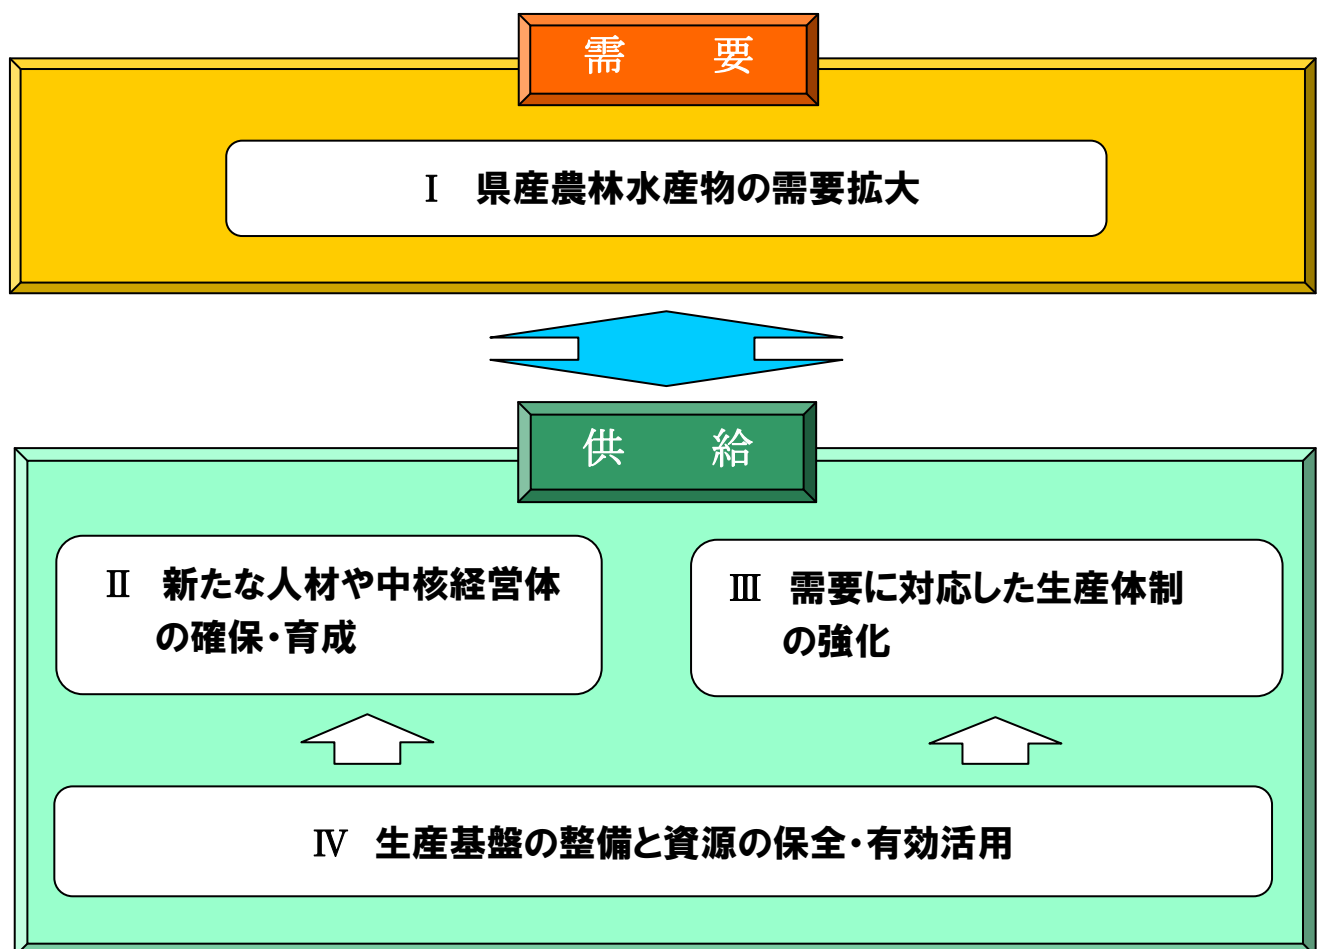 需　要
Ⅰ　県産農林水産物の需要拡大
供　給
Ⅱ　新たな人材や中核経営体
の確保・育成
Ⅲ　需要に対応した生産体制
の強化
Ⅳ　生産基盤の整備と資源の保全・有効活用